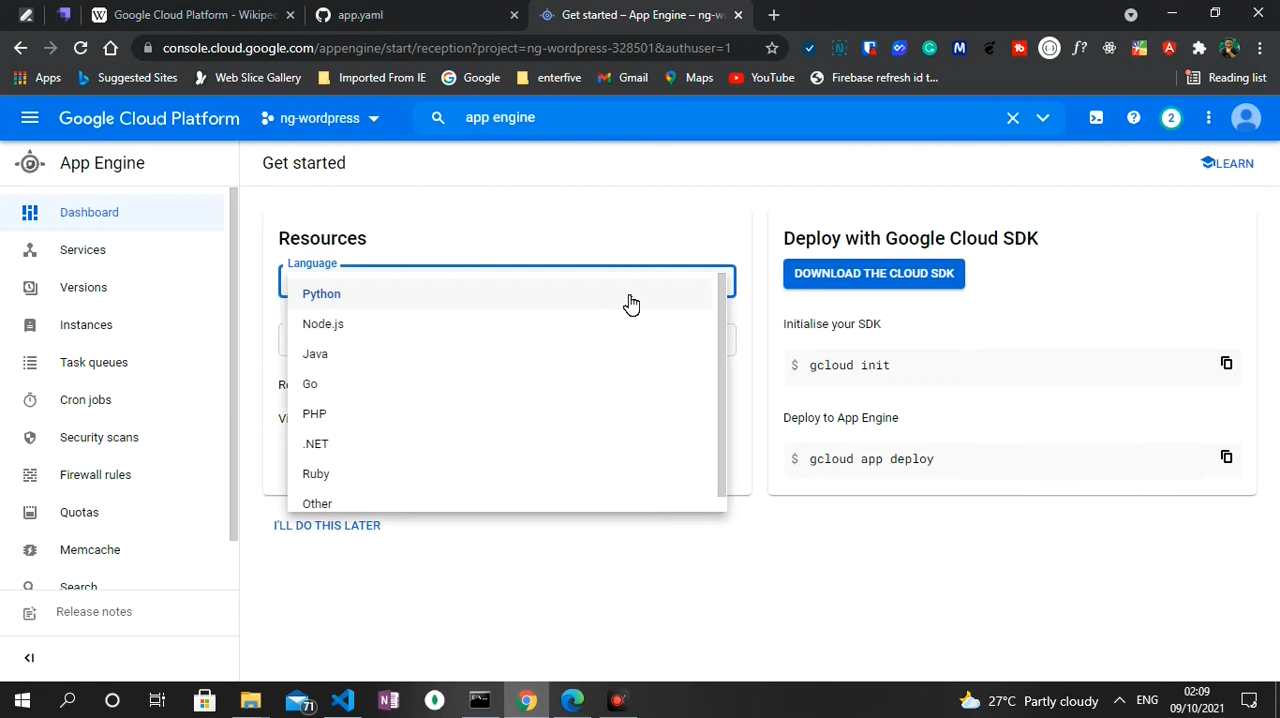 Google Cloud Platform - Wikipec
app.yaml
Get started – App Engine – ng-w
console.cloud.google.com/appengine/start/reception?project=ng-wordpress-328501&authuser=1
Apps
Suggested Sites
Web Slice Gallery
Imported From IE
Google
enterfive
Gmail
Maps
YouTube
Firebase refresh id t...
Reading list
Google Cloud Platform
ng-wordpress
app engine
2
App Engine
Get started
LEARN
Dashboard
Services
Versions
Instances
Task queues
Cron jobs
Security scans
Firewall rules
Quotas
Memcache
Search
Release notes
Resources
Language
Python
Node.js
Java
Go
PHP
.NET
Ruby
Other
I'LL DO THIS LATER
Deploy with Google Cloud SDK
DOWNLOAD THE CLOUD SDK
Initialise your SDK
$ gcloud init
Deploy to App Engine
$ gcloud app deploy
71
27°C Partly cloudy
ENG
02:09
09/10/2021